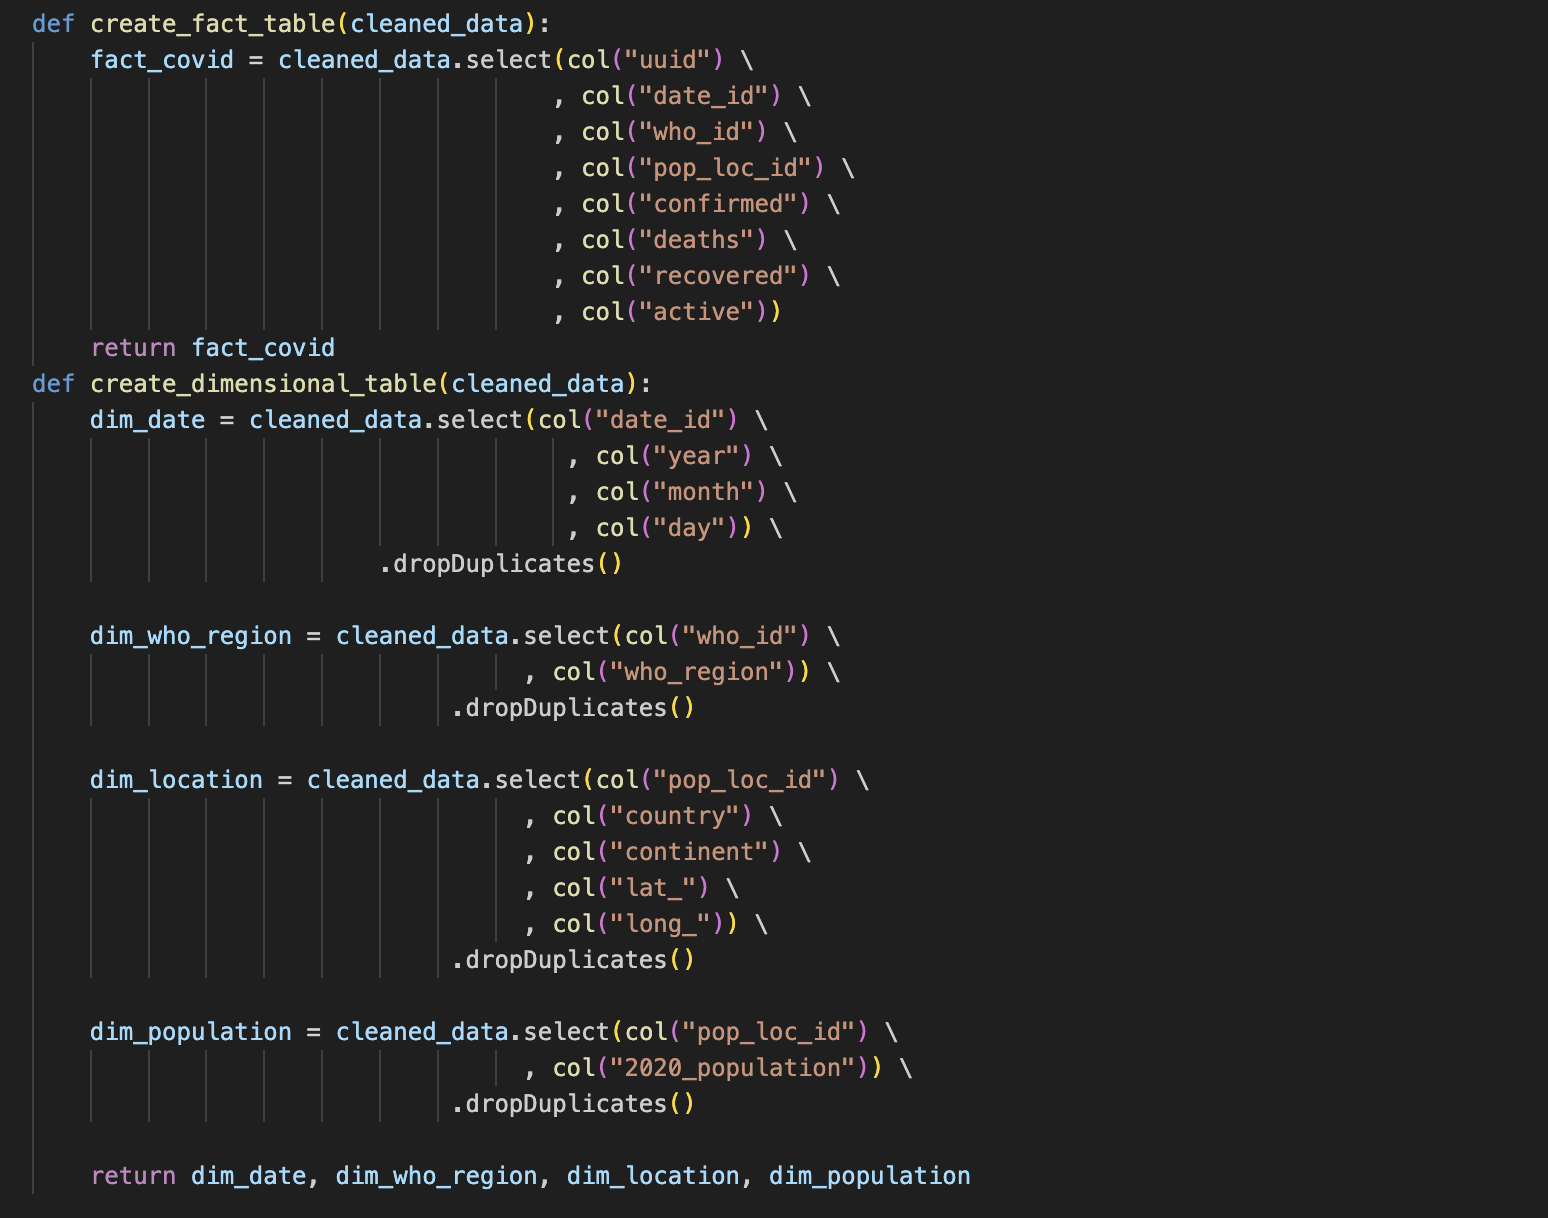 def create_fact_table(cleaned_data):
    fact_covid = cleaned_data.select(col("uuid") \
                                    , col("date_id") \
                                    , col("who_id") \
                                    , col("pop_loc_id") \
                                    , col("confirmed") \
                                    , col("deaths") \
                                    , col("recovered") \
                                    , col("active"))
    return fact_covid
def create_dimensional_table(cleaned_data):
    dim_date = cleaned_data.select(col("date_id") \
                                     , col("year") \
                                     , col("month") \
                                     , col("day")) \
                        .dropDuplicates()

    dim_who_region = cleaned_data.select(col("who_id") \
                                  , col("who_region")) \
                             .dropDuplicates()

    dim_location = cleaned_data.select(col("pop_loc_id") \
                                  , col("country") \
                                  , col("continent") \
                                  , col("lat_") \
                                  , col("long_")) \
                             .dropDuplicates()

    dim_population = cleaned_data.select(col("pop_loc_id") \
                                  , col("2020_population")) \
                             .dropDuplicates()

    return dim_date, dim_who_region, dim_location, dim_population